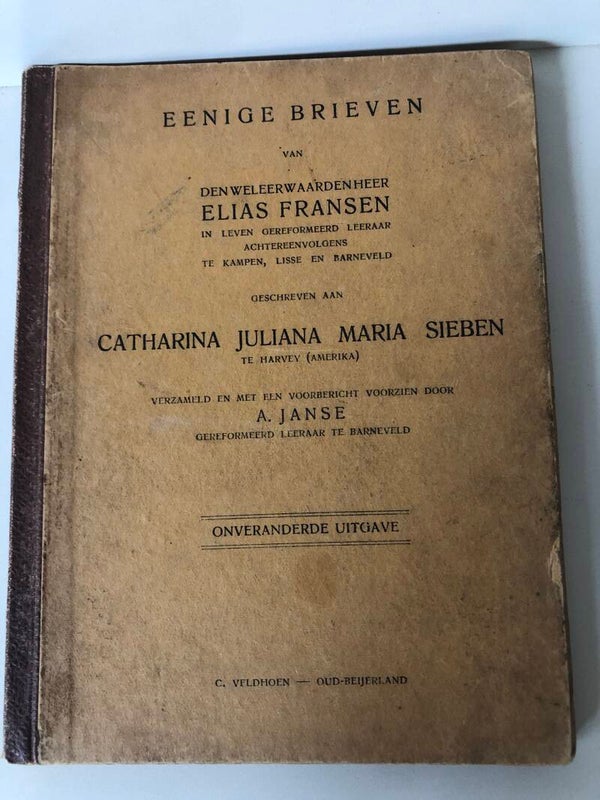 EENIGE BRIEVEN
VAN
DEN WELEERWAARDEN HEER
ELIAS FRANSEN
IN LEVEN GEREFORMEERD LEERAAR
ACHTEREENVOLGENS
TE KAMPEN, LISSE EN BARNEVELD
GESCHREVEN AAN
CATHARINA JULIANA MARIA SIEBEN
TE HARVEY (AMERIKA)
VERZAMELD EN MET EEN VOORBERICHT VOORZIEN DOOR
A. JANSE
GEREFORMEERD LEERAAR TE BARNEVELD
ONVERANDERDE UITGAVE
C. VELDHOEN — OUD-BEIJERLAND